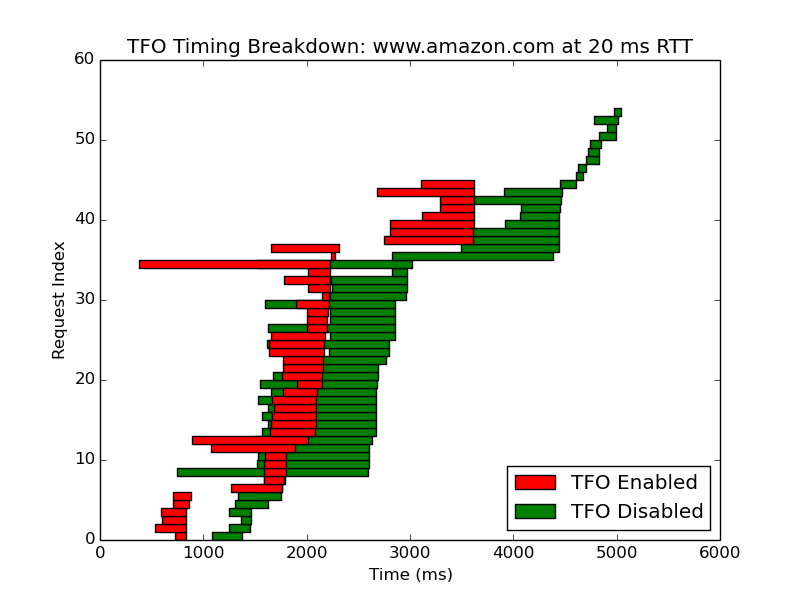 TFO Timing Breakdown: www.amazon.com at 20 ms RTT
60
50
40
30
20
10
0
Request Index
0 1000 2000 3000 4000 5000 6000
Time (ms)
TFO Enabled
TFO Disabled